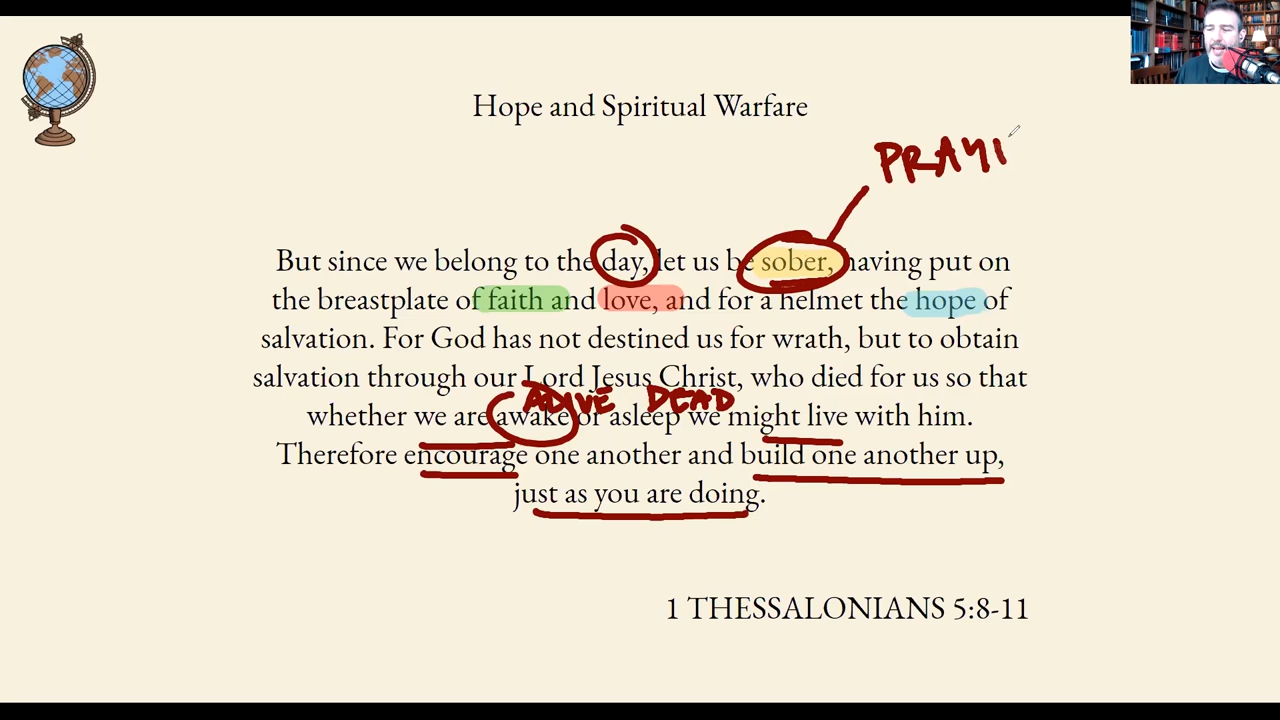 Hope and Spiritual Warfare
PRAYI
But since we belong to the day, let us be sober, having put on
the breastplate of faith and love, and for a helmet the hope of
salvation. For God has not destined us for wrath, but to obtain
salvation through our Lord Jesus Christ, who died for us so that
ALIVE DEAD
whether we are awake or asleep we might live with him.
Therefore encourage one another and build one another up,
just as you are doing.
1 THESSALONIANS 5:8-11